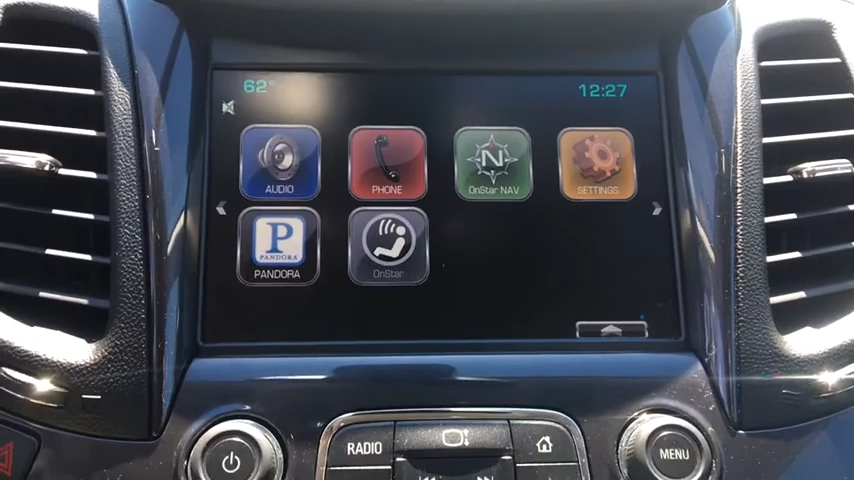 62°
12:27
AUDIO
PHONE
N
OnStar NAV
SETTINGS
P
PANDORA
PANDORA
OnStar
RADIO
MENU